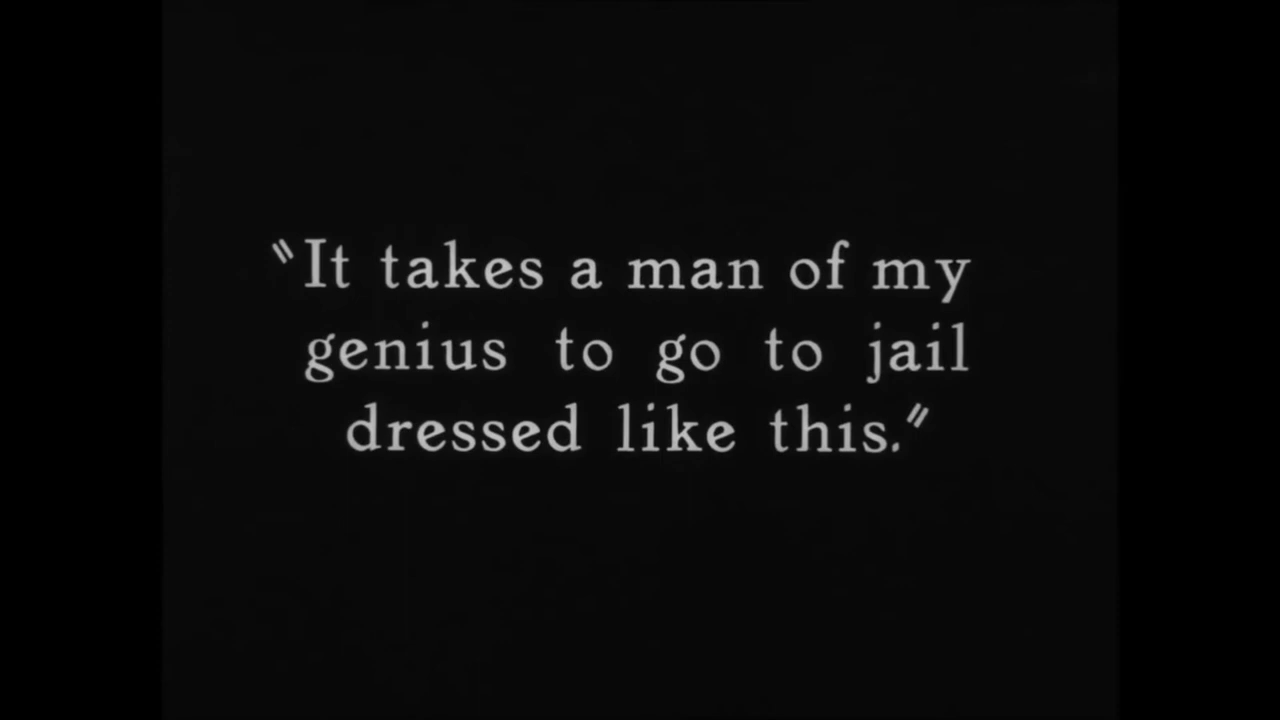 "It takes a man of my
genius to go to jail
dressed like this."